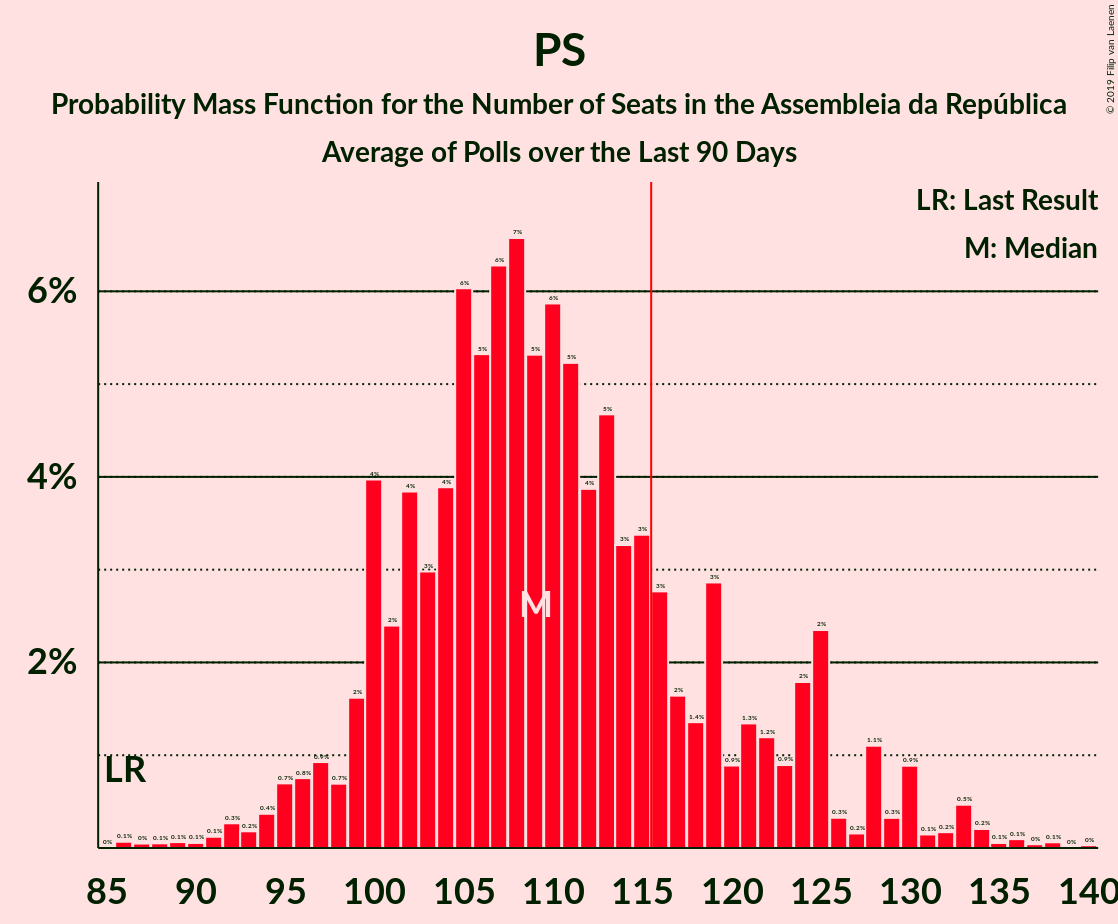 PS
Probability Mass Function for the Number of Seats in the Assembleia da República
Average of Polls over the Last 90 Days
© 2019 Filip van Laenen
LR: Last Result
M: Median
6%
4%
2%
LR
M
0% 0.1% 0% 0.1% 0.1% 0.1% 0.1% 0.3% 0.2% 0.4% 0.7% 0.8% 0.9% 0.7% 2% 4% 2% 4% 3% 4% 6% 5% 6% 7% 5% 6% 5% 4% 5% 3% 3% 3% 2% 1.4% 3% 0.9% 1.3% 1.2% 0.9% 2% 2% 0.3% 0.2% 1.1% 0.3% 0.9% 0.1% 0.2% 0.5% 0.2% 0.1% 0.1% 0% 0.1% 0% 0%
85 90 95 100 105 110 115 120 125 130 135 140